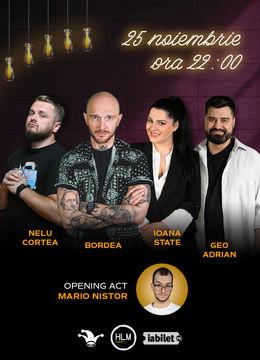 25 noiembrie
ora 22:00
NELU
CORTEA
BORDEA
IOANA
STATE
GEO
ADRIAN
OPENING ACT
MARIO NISTOR
HLM
iabilet